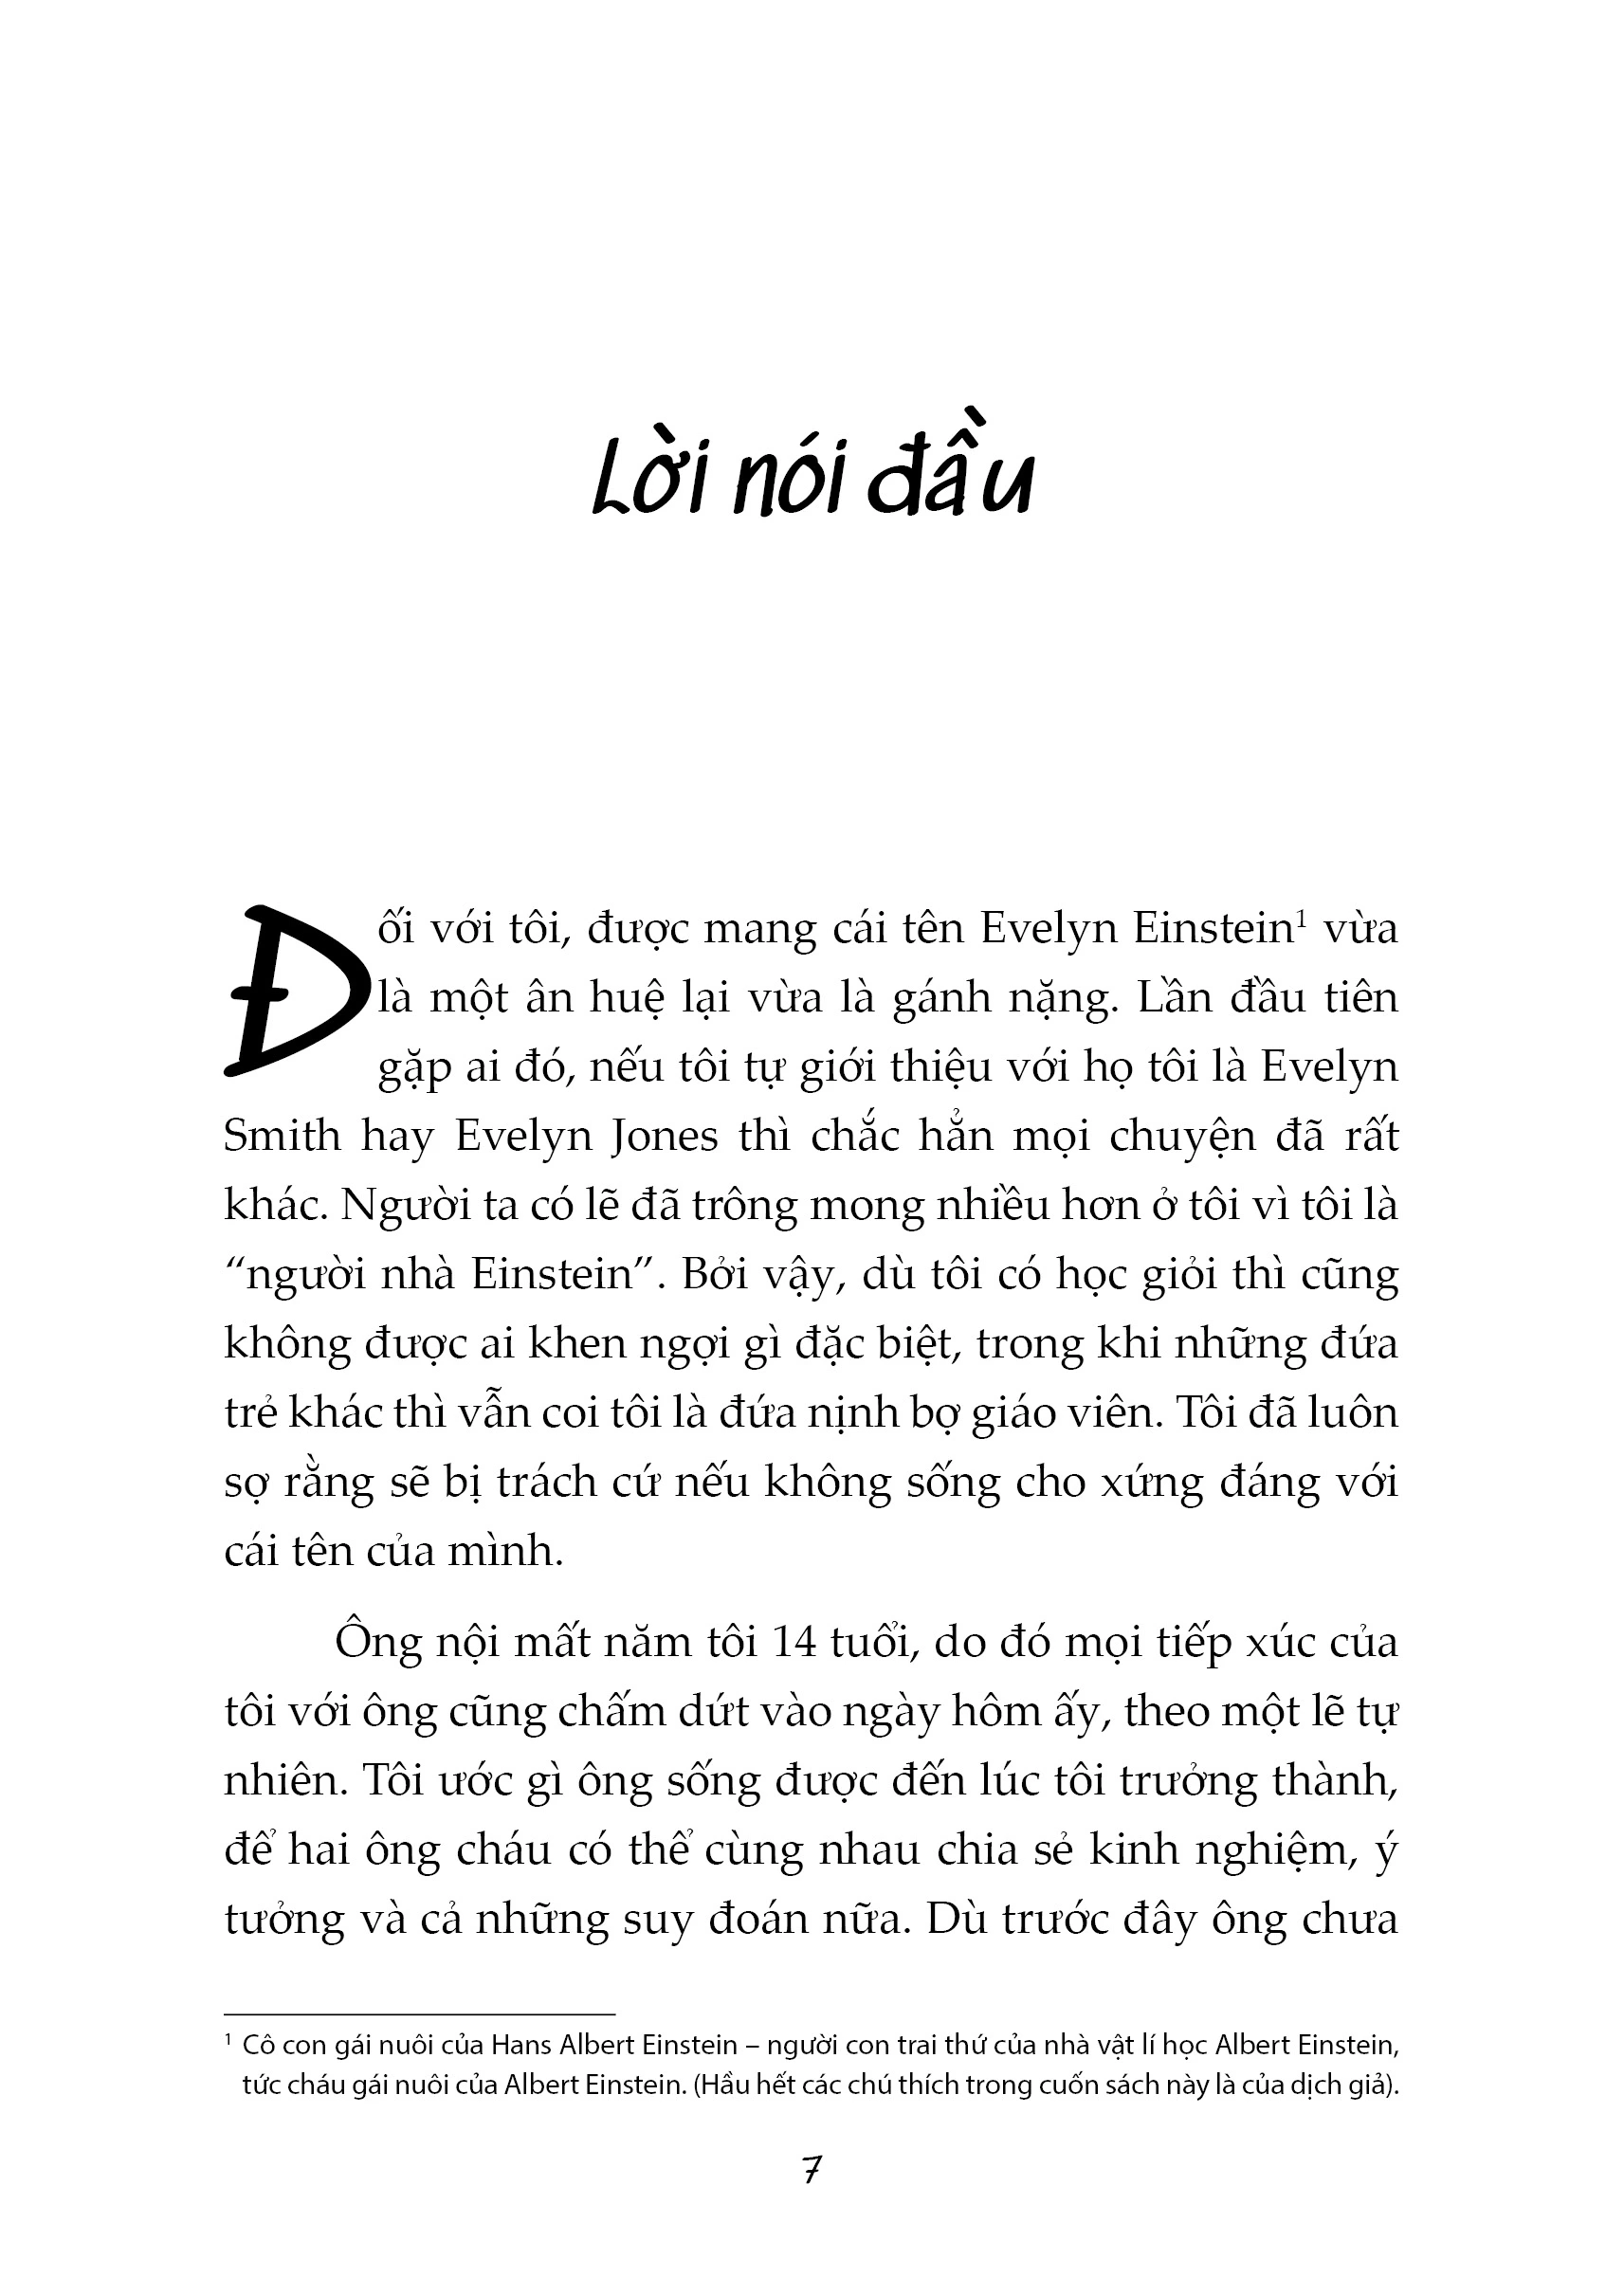 Lời nói đầu
Đối với tôi, được mang cái tên Evelyn Einstein¹ vừa
là một ân huệ lại vừa là gánh nặng. Lần đầu tiên
gặp ai đó, nếu tôi tự giới thiệu với họ tôi là Evelyn
Smith hay Evelyn Jones thì chắc hẳn mọi chuyện đã rất
khác. Người ta có lẽ đã trông mong nhiều hơn ở tôi vì tôi là
“người nhà Einstein”. Bởi vậy, dù tôi có học giỏi thì cũng
không được ai khen ngợi gì đặc biệt, trong khi những đứa
trẻ khác thì vẫn coi tôi là đứa nịnh bợ giáo viên. Tôi đã luôn
sợ rằng sẽ bị trách cứ nếu không sống cho xứng đáng với
cái tên của mình.
Ông nội mất năm tôi 14 tuổi, do đó mọi tiếp xúc của
tôi với ông cũng chấm dứt vào ngày hôm ấy, theo một lẽ tự
nhiên. Tôi ước gì ông sống được đến lúc tôi trưởng thành,
để hai ông cháu có thể cùng nhau chia sẻ kinh nghiệm, ý
tưởng và cả những suy đoán nữa. Dù trước đây ông chưa
¹ Cô con gái nuôi của Hans Albert Einstein – người con trai thứ của nhà vật lí học Albert Einstein,
tức cháu gái nuôi của Albert Einstein. (Hầu hết các chú thích trong cuốn sách này là của dịch giả).
7